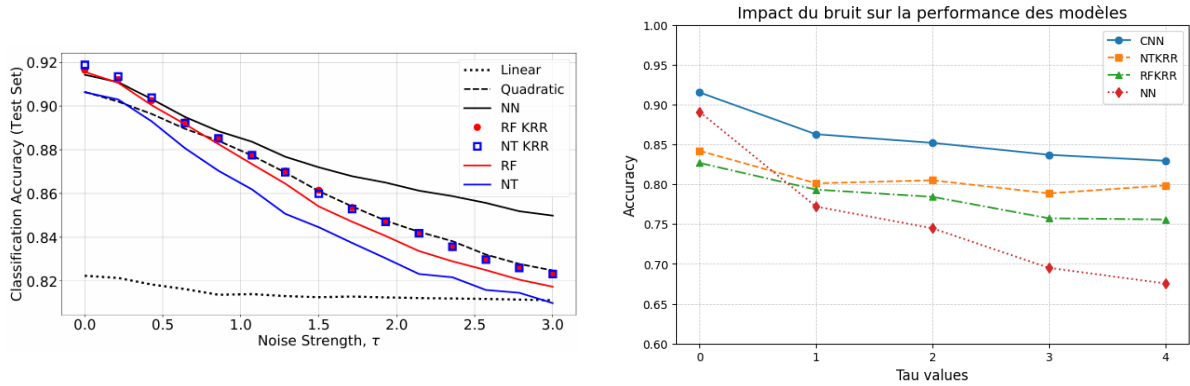 0.92
0.90
0.88
0.86
0.84
0.82
Classification Accuracy (Test Set)
Linear
Quadratic
NN
RF KRR
NT KRR
RF
NT
0.0 0.5 1.0 1.5 2.0 2.5 3.0
Noise Strength, τ
Impact du bruit sur la performance des modèles
1.00
0.95
0.90
0.85
0.80
0.75
0.70
0.65
0.60
Accuracy
CNN
NTKRR
RFKRR
NN
0 1 2 3 4
Tau values